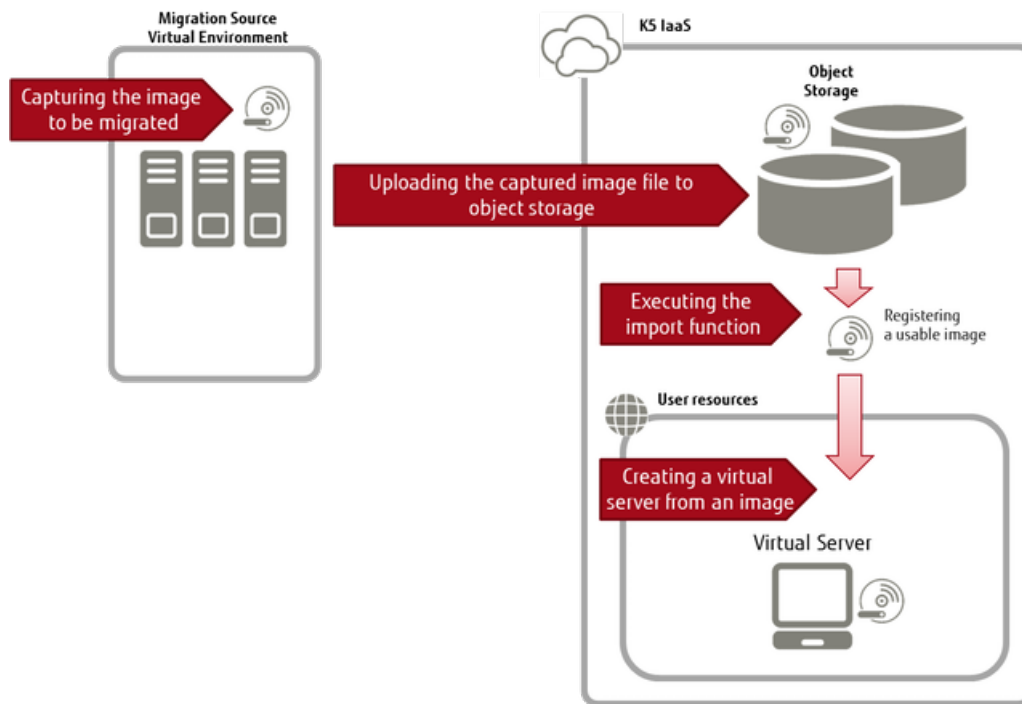 Migration Source
Virtual Environment
Capturing the image
to be migrated
K5 IaaS
Object
Storage
Uploading the captured image file to
object storage
Executing the
import function
Registering
a usable image
User resources
Creating a virtual
server from an image
Virtual Server